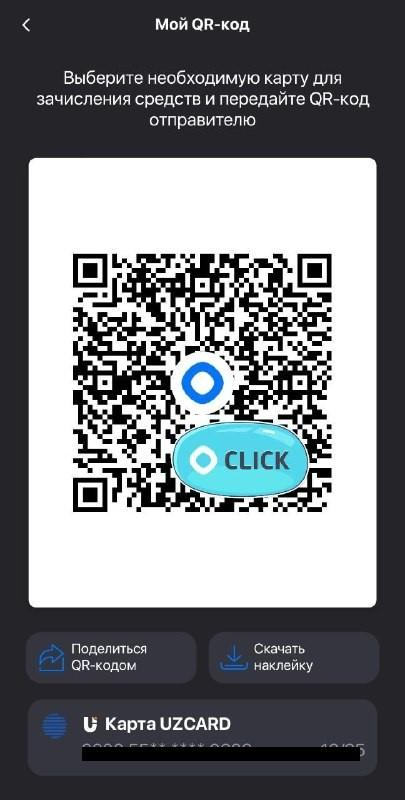 Мой QR-код
Выберите необходимую карту для
зачисления средств и передайте QR-код
отправителю
CLICK
Поделиться
QR-кодом
Скачать
наклейку
Карта UZCARD